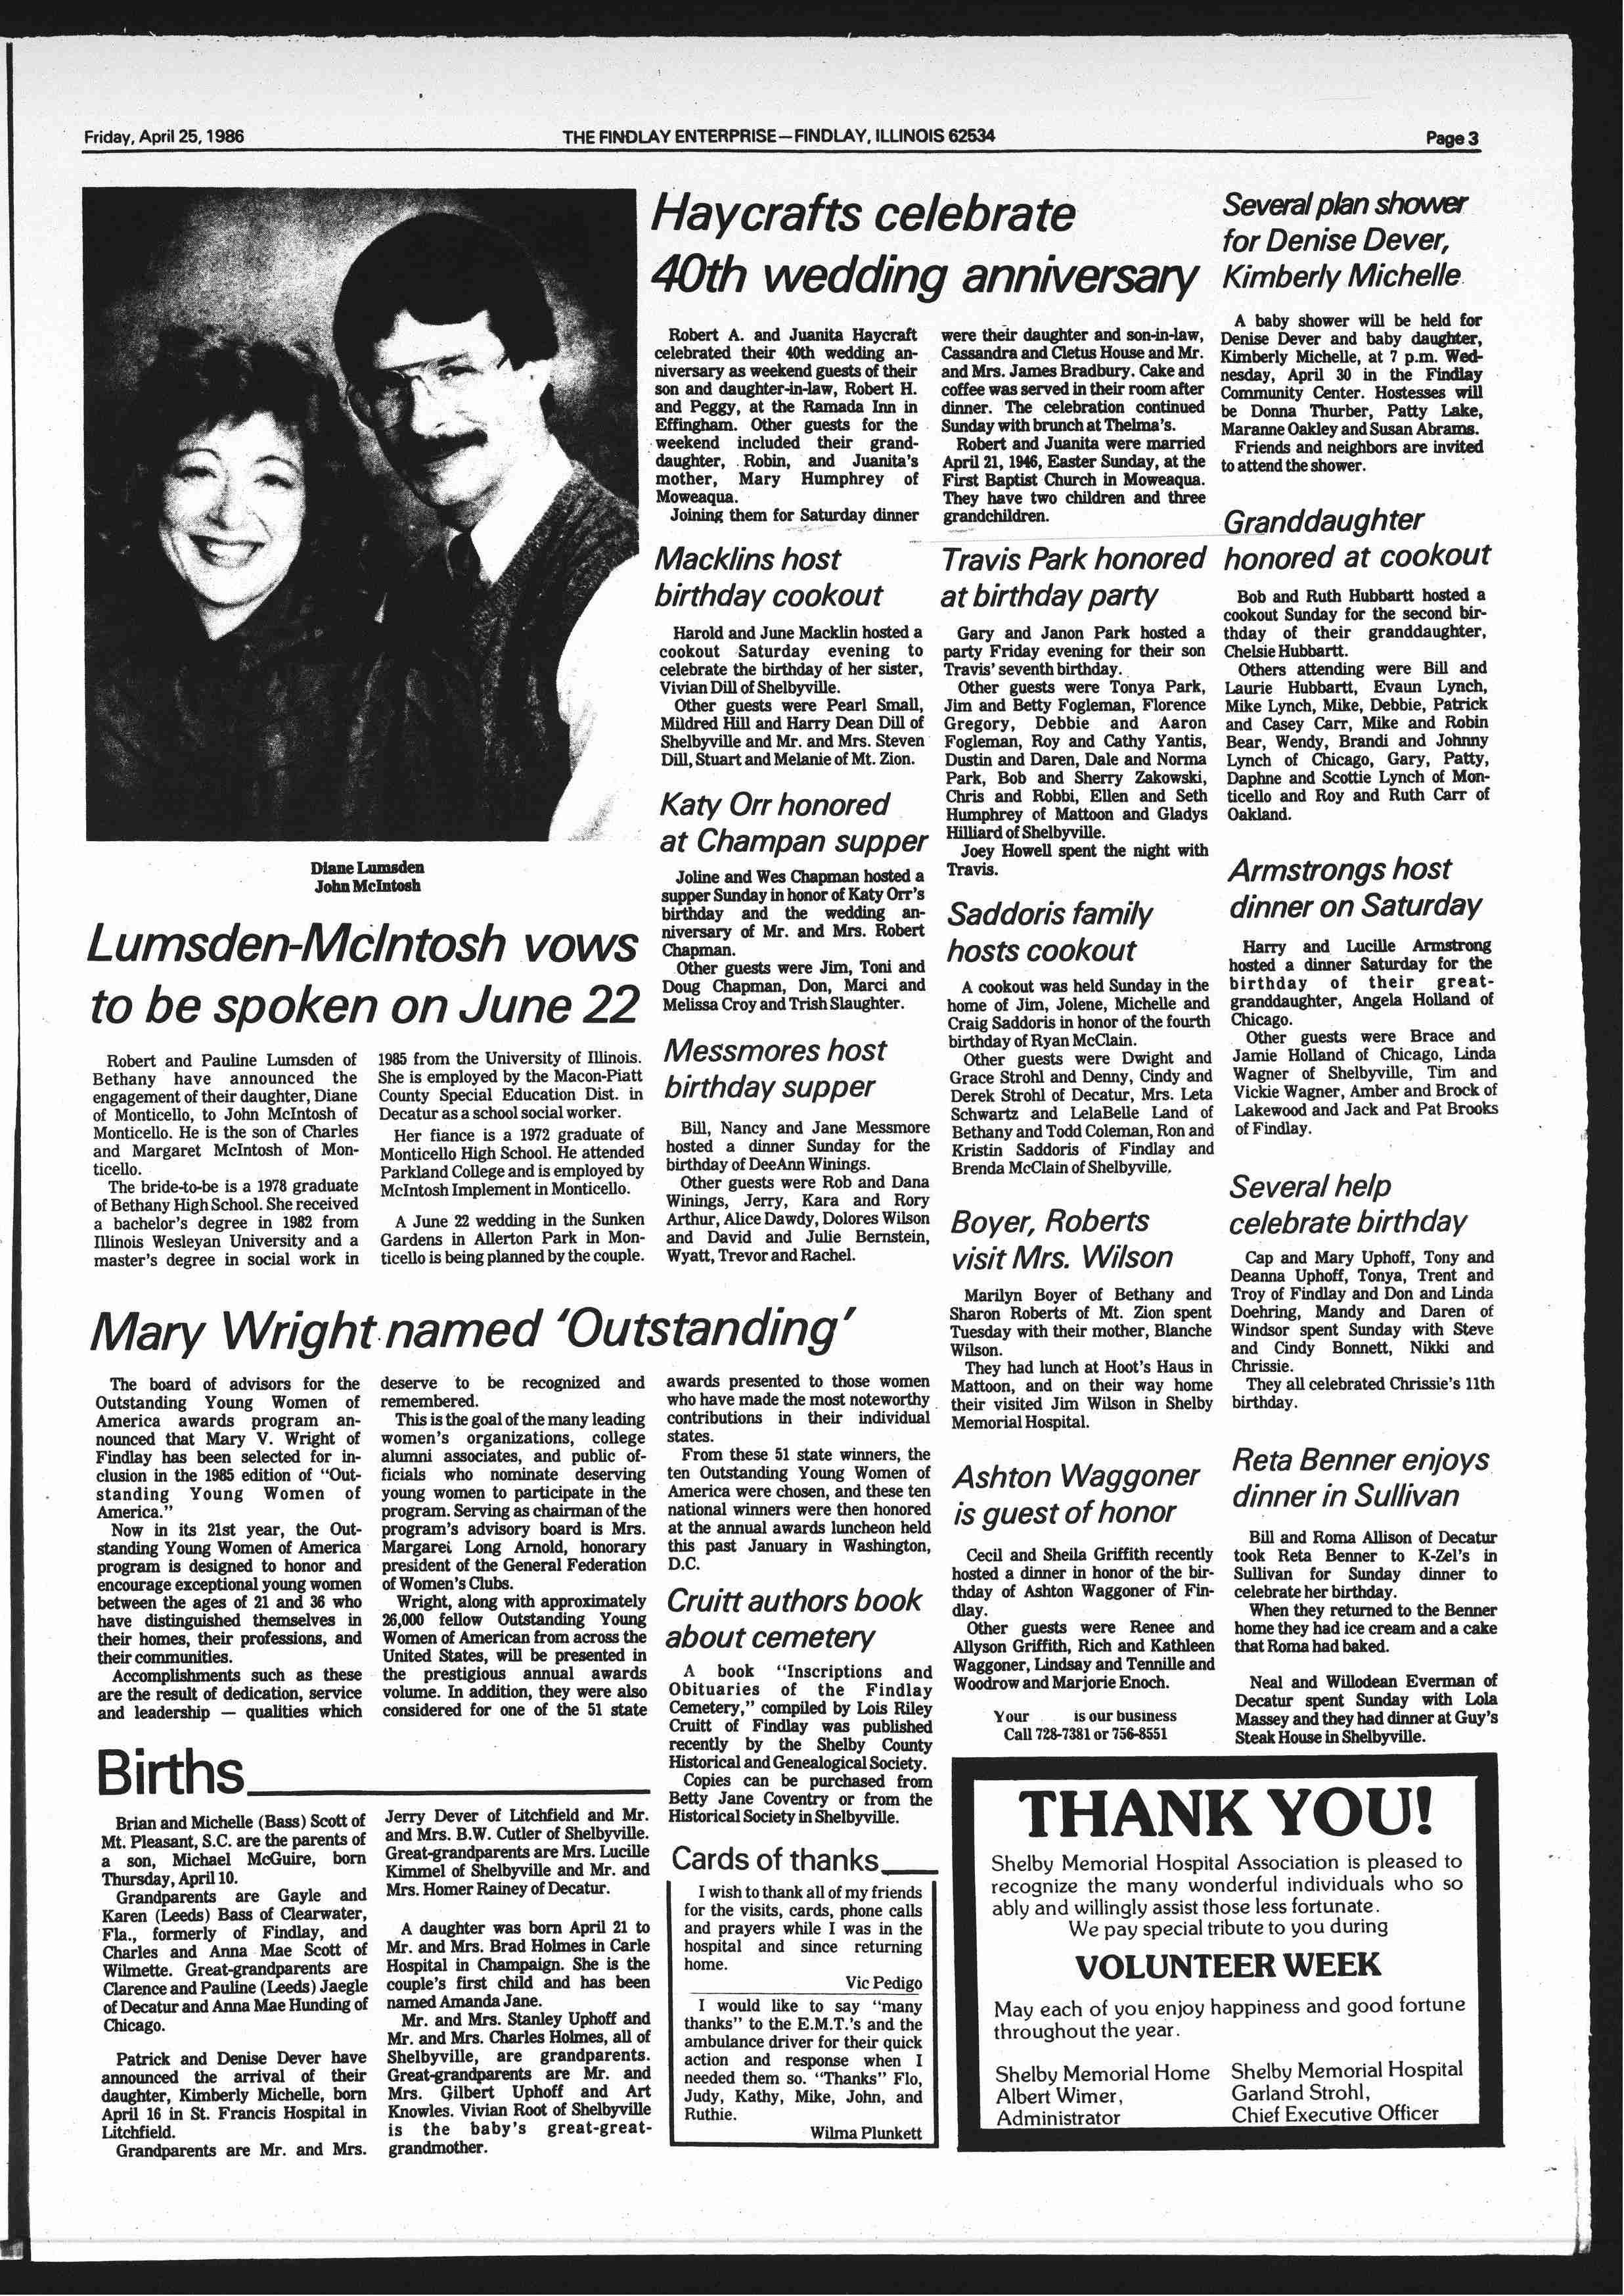 Friday, April 25, 1986
THE FINDLAY ENTERPRISE—FINDLAY, ILLINOIS 62534
Page 3
Diane Lumsden
John McIntosh
Lumsden-McIntosh vows
to be spoken on June 22
Robert and Pauline Lumsden of
Bethany have announced the
engagement of their daughter, Diane
of Monticello, to John McIntosh of
Monticello. He is the son of Charles
and Margaret McIntosh of Mon-
ticello.
The bride-to-be is a 1978 graduate
of Bethany High School. She received
a bachelor's degree in 1982 from
Illinois Wesleyan University and a
master's degree in social work in
1985 from the University of Illinois.
She is employed by the Macon-Piatt
County Special Education Dist. in
Decatur as a school social worker.
Her fiance is a 1972 graduate of
Monticello High School. He attended
Parkland College and is employed by
McIntosh Implement in Monticello.
A June 22 wedding in the Sunken
Gardens in Allerton Park in Mon-
ticello is being planned by the couple.
Haycrafts celebrate
40th wedding anniversary
Robert A. and Juanita Haycraft
celebrated their 40th wedding an-
niversary as weekend guests of their
son and daughter-in-law, Robert H.
and Peggy, at the Ramada Inn in
Effingham. Other guests for the
weekend included their grand-
daughter, Robin, and Juanita's
mother, Mary Humphrey of
Moweaqua.
Joining them for Saturday dinner
were their daughter and son-in-law,
Cassandra and Cletus House and Mr.
and Mrs. James Bradbury. Cake and
coffee was served in their room after
dinner. The celebration continued
Sunday with brunch at Thelma's.
Robert and Juanita were married
April 21, 1946, Easter Sunday, at the
First Baptist Church in Moweaqua.
They have two children and three
grandchildren.
Macklins host
birthday cookout
Harold and June Macklin hosted a
cookout Saturday evening to
celebrate the birthday of her sister,
Vivian Dill of Shelbyville.
Other guests were Pearl Small,
Mildred Hill and Harry Dean Dill of
Shelbyville and Mr. and Mrs. Steven
Dill, Stuart and Melanie of Mt. Zion.
Katy Orr honored
at Champan supper
Joline and Wes Chapman hosted a
supper Sunday in honor of Katy Orr's
birthday and the wedding an-
niversary of Mr. and Mrs. Robert
Chapman.
Other guests were Jim, Toni and
Doug Chapman, Don, Marci and
Melissa Croy and Trish Slaughter.
Messmores host
birthday supper
Bill, Nancy and Jane Messmore
hosted a dinner Sunday for the
birthday of DeeAnn Winings.
Other guests were Rob and Dana
Winings, Jerry, Kara and Rory
Arthur, Alice Dawdy, Dolores Wilson
and David and Julie Bernstein,
Wyatt, Trevor and Rachel.
Travis Park honored
at birthday party
Gary and Janon Park hosted a
party Friday evening for their son
Travis' seventh birthday.
Other guests were Tonya Park,
Jim and Betty Fogleman, Florence
Gregory, Debbie and Aaron
Fogleman, Roy and Cathy Yantis,
Dustin and Daren, Dale and Norma
Park, Bob and Sherry Zakowski,
Chris and Robbi, Ellen and Seth
Humphrey of Mattoon and Gladys
Hilliard of Shelbyville.
Joey Howell spent the night with
Travis.
Saddoris family
hosts cookout
A cookout was held Sunday in the
home of Jim, Jolene, Michelle and
Craig Saddoris in honor of the fourth
birthday of Ryan McClain.
Other guests were Dwight and
Grace Strohl and Denny, Cindy and
Derek Strohl of Decatur, Mrs. Leta
Schwartz and LelaBelle Land of
Bethany and Todd Coleman, Ron and
Kristin Saddoris of Findlay and
Brenda McClain of Shelbyville.
Boyer, Roberts
visit Mrs. Wilson
Marilyn Boyer of Bethany and
Sharon Roberts of Mt. Zion spent
Tuesday with their mother, Blanche
Wilson.
They had lunch at Hoot's Haus in
Mattoon, and on their way home
their visited Jim Wilson in Shelby
Memorial Hospital.
Ashton Waggoner
is guest of honor
Cecil and Sheila Griffith recently
hosted a dinner in honor of the bir-
thday of Ashton Waggoner of Fin-
dlay.
Other guests were Renee and
Allyson Griffith, Rich and Kathleen
Waggoner, Lindsay and Tennille and
Woodrow and Marjorie Enoch.
Your is our business
Call 728-7381 or 756-8551
Several plan shower
for Denise Dever,
Kimberly Michelle
A baby shower will be held for
Denise Dever and baby daughter,
Kimberly Michelle, at 7 p.m. Wed-
nesday, April 30 in the Findlay
Community Center. Hostesses will
be Donna Thurber, Patty Lake,
Maranne Oakley and Susan Abrams.
Friends and neighbors are invited
to attend the shower.
Granddaughter
honored at cookout
Bob and Ruth Hubbartt hosted a
cookout Sunday for the second bir-
thday of their granddaughter,
Chelsie Hubbartt.
Others attending were Bill and
Laurie Hubbartt, Evaun Lynch,
Mike Lynch, Mike, Debbie, Patrick
and Casey Carr, Mike and Robin
Bear, Wendy, Brandi and Johnny
Lynch of Chicago, Gary, Patty,
Daphne and Scottie Lynch of Mon-
ticello and Roy and Ruth Carr of
Oakland.
Armstrongs host
dinner on Saturday
Harry and Lucille Armstrong
hosted a dinner Saturday for the
birthday of their great-
granddaughter, Angela Holland of
Chicago.
Other guests were Brace and
Jamie Holland of Chicago, Linda
Wagner of Shelbyville, Tim and
Vickie Wagner, Amber and Brock of
Lakewood and Jack and Pat Brooks
of Findlay.
Several help
celebrate birthday
Cap and Mary Uphoff, Tony and
Deanna Uphoff, Tonya, Trent and
Troy of Findlay and Don and Linda
Doehring, Mandy and Daren of
Windsor spent Sunday with Steve
and Cindy Bonnett, Nikki and
Chrissie.
They all celebrated Chrissie's 11th
birthday.
Reta Benner enjoys
dinner in Sullivan
Bill and Roma Allison of Decatur
took Reta Benner to K-Zel's in
Sullivan for Sunday dinner to
celebrate her birthday.
When they returned to the Benner
home they had ice cream and a cake
that Roma had baked.
Neal and Willodean Everman of
Decatur spent Sunday with Lola
Massey and they had dinner at Guy's
Steak House in Shelbyville.
Mary Wright named 'Outstanding'
The board of advisors for the
Outstanding Young Women of
America awards program an-
nounced that Mary V. Wright of
Findlay has been selected for in-
clusion in the 1985 edition of "Out-
standing Young Women of
America."
Now in its 21st year, the Out-
standing Young Women of America
program is designed to honor and
encourage exceptional young women
between the ages of 21 and 36 who
have distinguished themselves in
their homes, their professions, and
their communities.
Accomplishments such as these
are the result of dedication, service
and leadership — qualities which
deserve to be recognized and
remembered.
This is the goal of the many leading
women's organizations, college
alumni associates, and public of-
ficials who nominate deserving
young women to participate in the
program. Serving as chairman of the
program's advisory board is Mrs.
Margaret Long Arnold, honorary
president of the General Federation
of Women's Clubs.
Wright, along with approximately
26,000 fellow Outstanding Young
Women of American from across the
United States, will be presented in
the prestigious annual awards
volume. In addition, they were also
considered for one of the 51 state
awards presented to those women
who have made the most noteworthy
contributions in their individual
states.
From these 51 state winners, the
ten Outstanding Young Women of
America were chosen, and these ten
national winners were then honored
at the annual awards luncheon held
this past January in Washington,
D.C.
Cruitt authors book
about cemetery
A book "Inscriptions and
Obituaries of the Findlay
Cemetery," compiled by Lois Riley
Cruitt of Findlay was published
recently by the Shelby County
Historical and Genealogical Society.
Copies can be purchased from
Betty Jane Coventry or from the
Historical Society in Shelbyville.
Births
Brian and Michelle (Bass) Scott of
Mt. Pleasant, S.C. are the parents of
a son, Michael McGuire, born
Thursday, April 10.
Grandparents are Gayle and
Karen (Leeds) Bass of Clearwater,
Fla., formerly of Findlay, and
Charles and Anna Mae Scott of
Wilmette. Great-grandparents are
Clarence and Pauline (Leeds) Jaegle
of Decatur and Anna Mae Hunding of
Chicago.
Patrick and Denise Dever have
announced the arrival of their
daughter, Kimberly Michelle, born
April 16 in St. Francis Hospital in
Litchfield.
Grandparents are Mr. and Mrs.
Jerry Dever of Litchfield and Mr.
and Mrs. B.W. Cutler of Shelbyville.
Great-grandparents are Mrs. Lucille
Kimmel of Shelbyville and Mr. and
Mrs. Homer Rainey of Decatur.
A daughter was born April 21 to
Mr. and Mrs. Brad Holmes in Carle
Hospital in Champaign. She is the
couple's first child and has been
named Amanda Jane.
Mr. and Mrs. Stanley Uphoff and
Mr. and Mrs. Charles Holmes, all of
Shelbyville, are grandparents.
Great-grandparents are Mr. and
Mrs. Gilbert Uphoff and Art
Knowles. Vivian Root of Shelbyville
is the baby's great-great-
grandmother.
Cards of thanks
I wish to thank all of my friends
for the visits, cards, phone calls
and prayers while I was in the
hospital and since returning
home.
Vic Pedigo
I would like to say "many
thanks" to the E.M.T.'s and the
ambulance driver for their quick
action and response when I
needed them so. "Thanks" Flo,
Judy, Kathy, Mike, John, and
Ruthie.
Wilma Plunkett
THANK YOU!
Shelby Memorial Hospital Association is pleased to
recognize the many wonderful individuals who so
ably and willingly assist those less fortunate.
We pay special tribute to you during
VOLUNTEER WEEK
May each of you enjoy happiness and good fortune
throughout the year.
Shelby Memorial Home
Albert Wimer,
Administrator
Shelby Memorial Hospital
Garland Strohl,
Chief Executive Officer